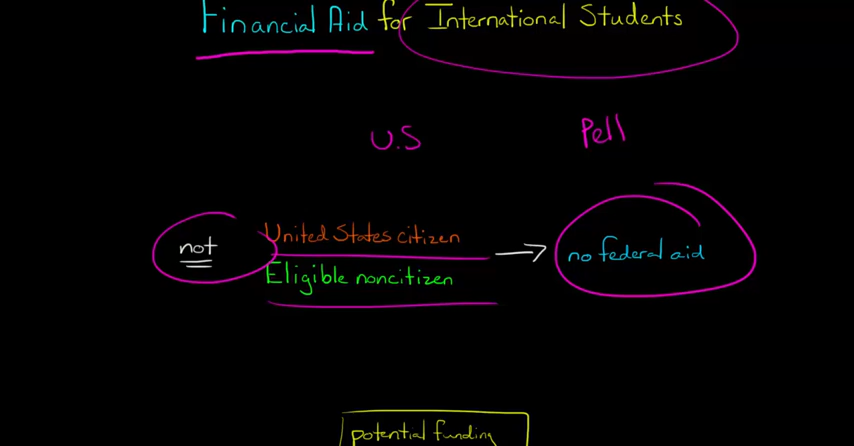 Financial Aid for International Students
U.S Pell
not United States citizen → no federal aid
Eligible noncitizen
potential funding